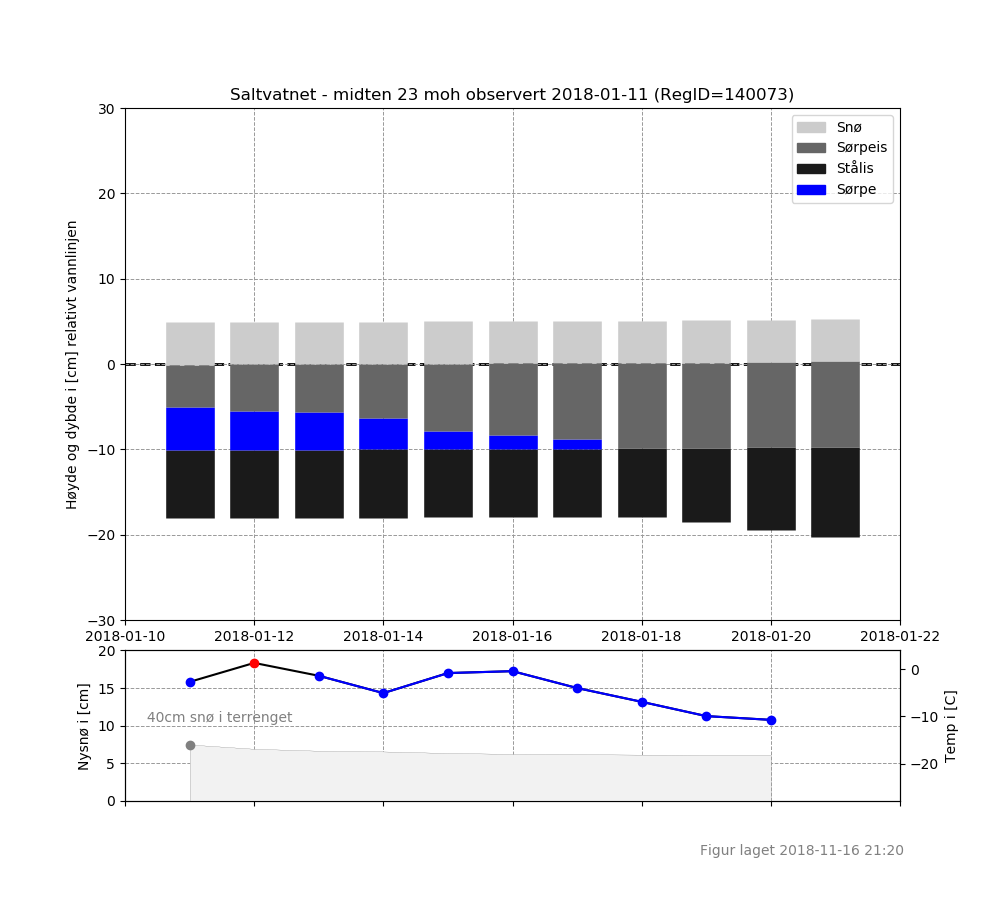 Saltvatnet - midten 23 moh observert 2018-01-11 (RegID=140073)
Høyde og dybde i [cm] relativt vannlinjen
30
20
10
0
−10
−20
−30
Snø
Sørpeis
Stålis
Sørpe
2018-01-10 2018-01-12 2018-01-14 2018-01-16 2018-01-18 2018-01-20 2018-01-22
Nysnø i [cm]
20
15
10
5
0
40cm snø i terrenget
0
−10
−20
Temp i [C]
Figur laget 2018-11-16 21:20